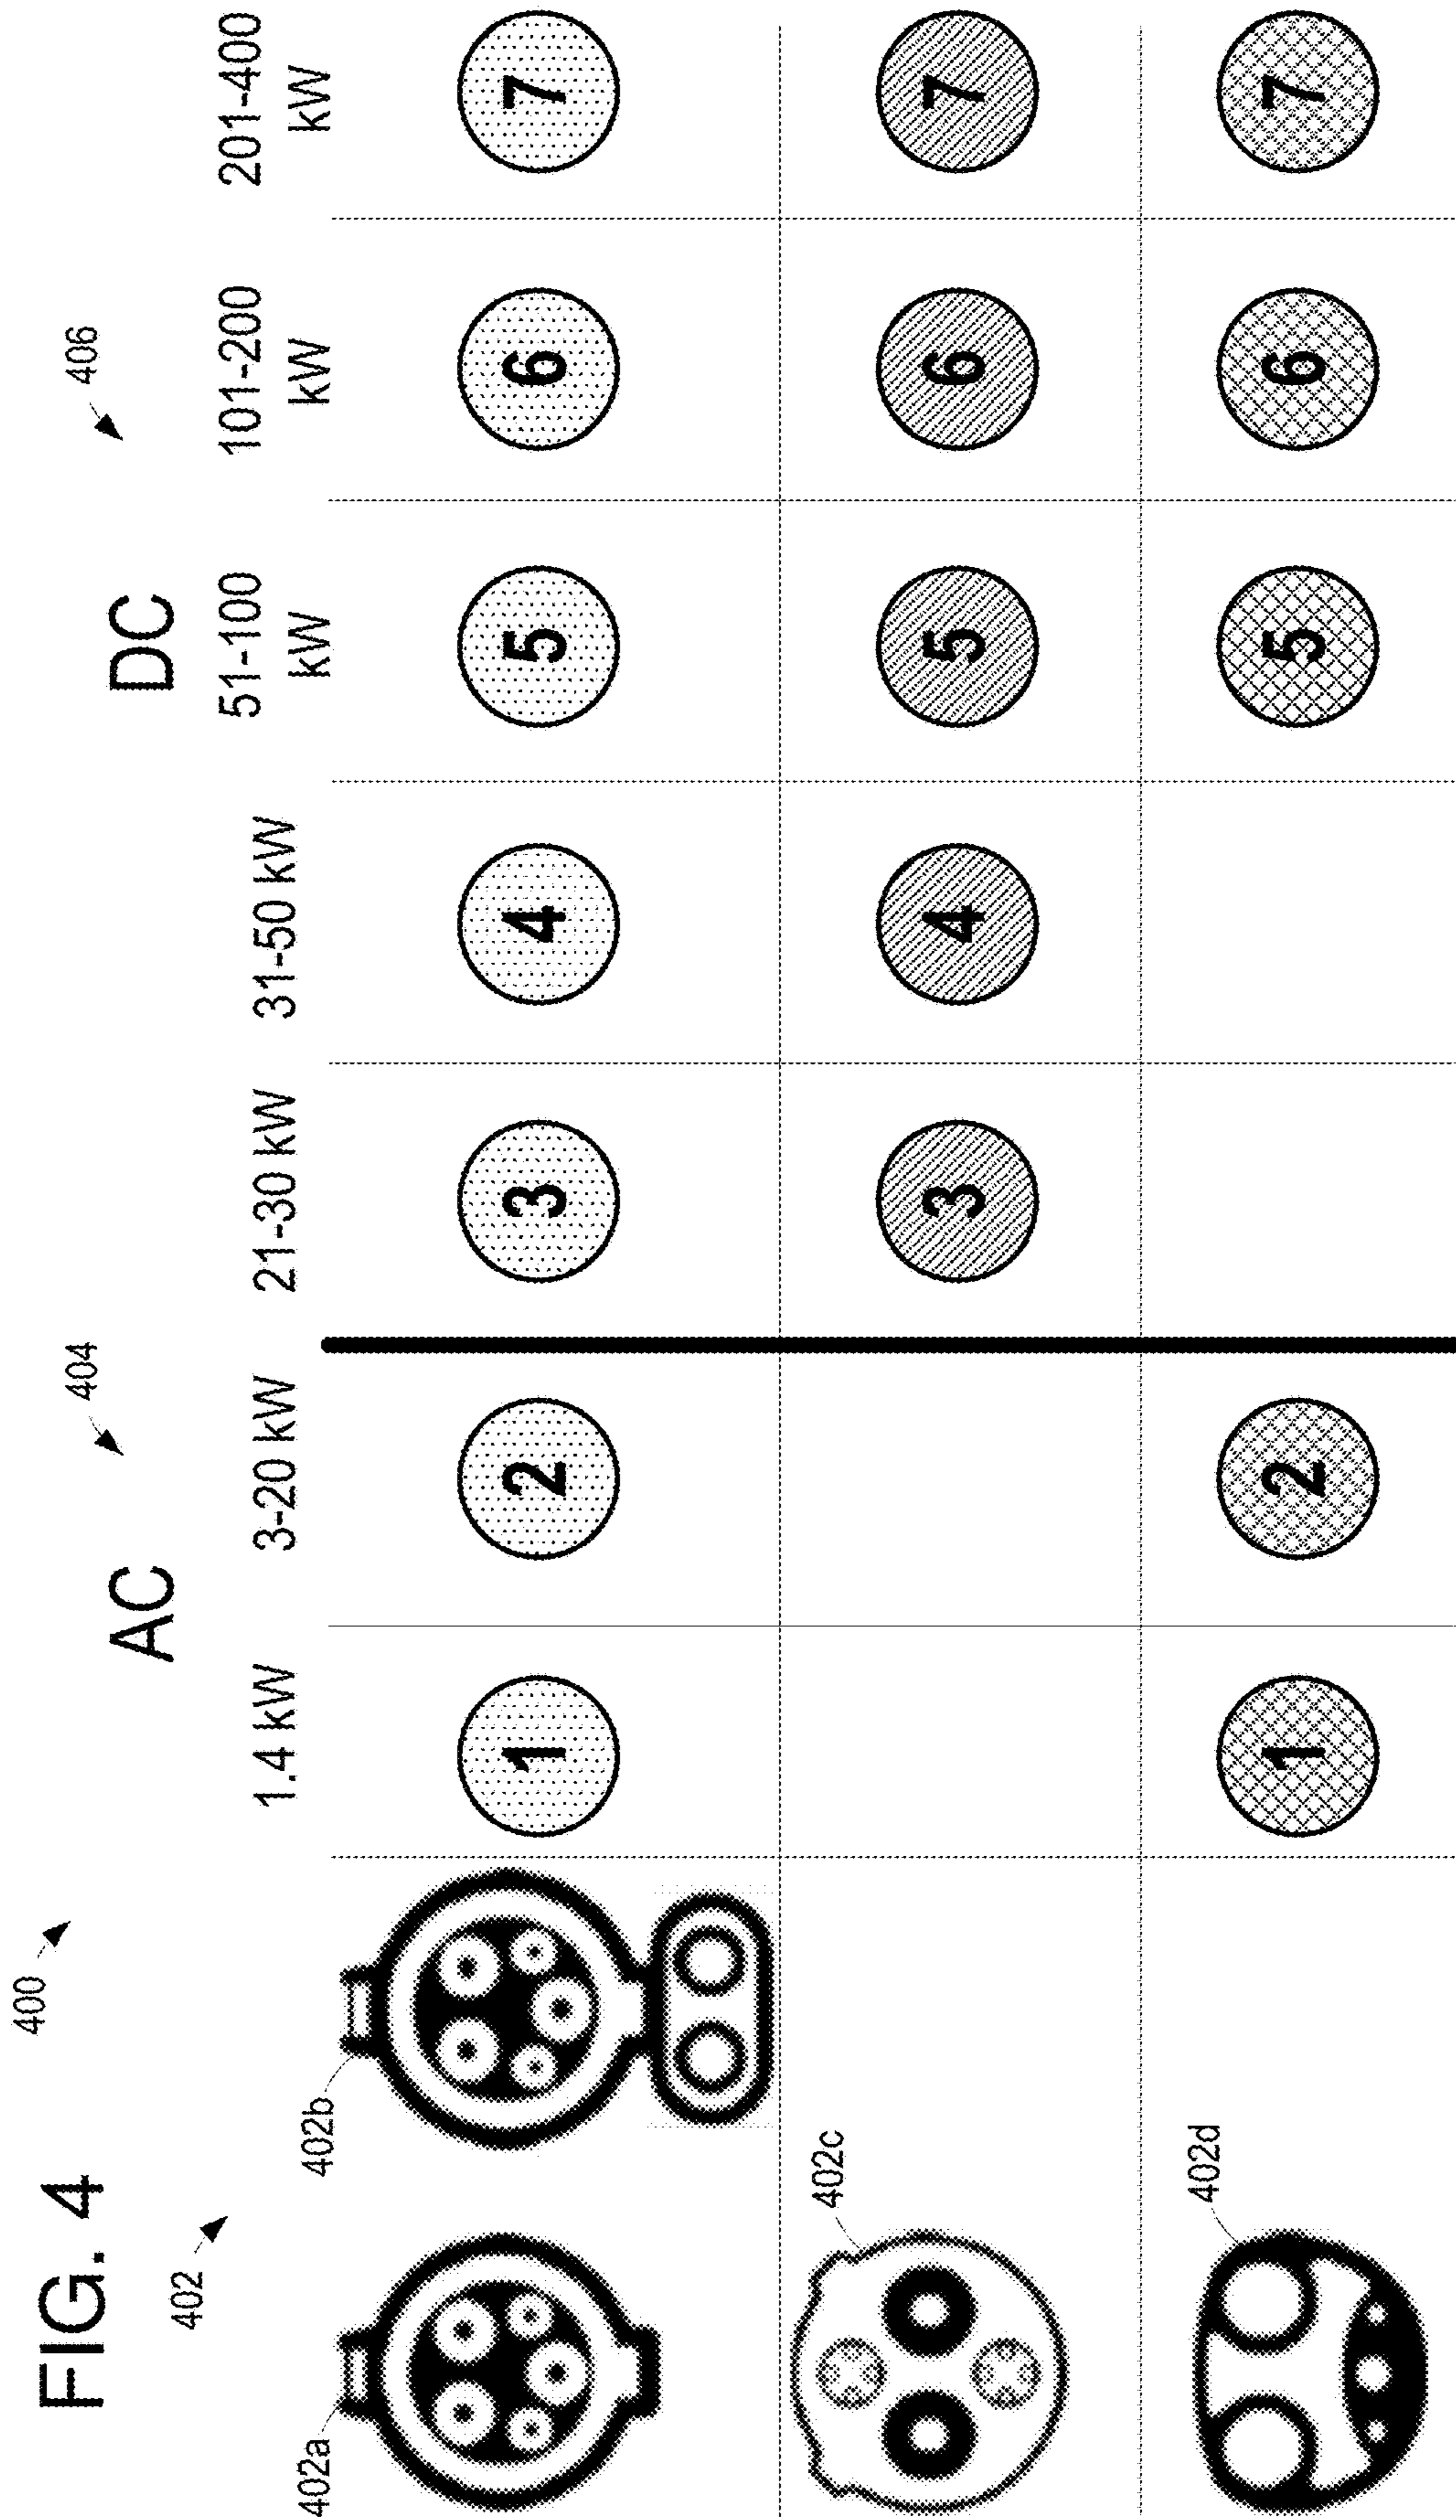 FIG. 4
400
402
404
406
AC
DC
1.4 kW
3-20 kW
21-30 kW
31-50 kW
51-100
kW
101-200
kW
201-400
kW
402a
402b
1 2 3 4 5 6 7
402c
3 4 5 6 7
402d
1 2 5 6 7